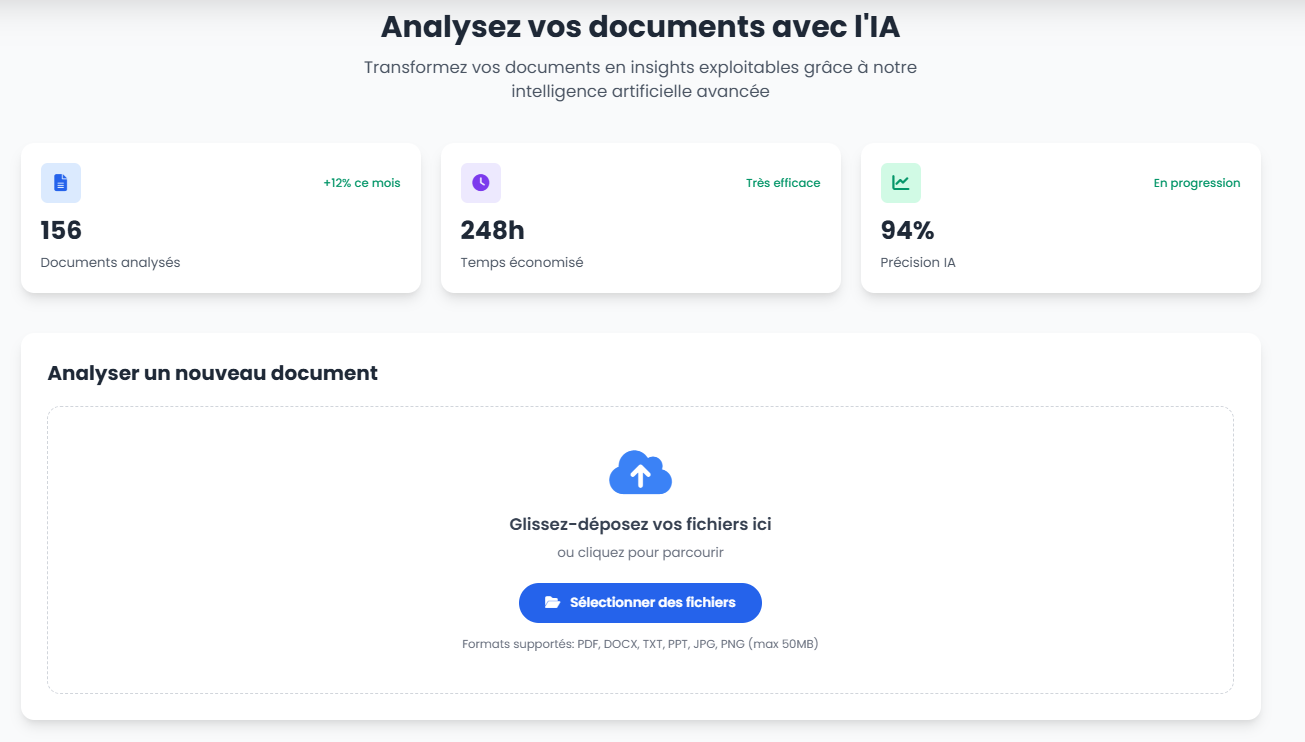 Analysez vos documents avec l'IA
Transformez vos documents en insights exploitables grâce à notre
intelligence artificielle avancée
+12% ce mois
156
Documents analysés
Très efficace
248h
Temps économisé
En progression
94%
Précision IA
Analyser un nouveau document
Glissez-déposez vos fichiers ici
ou cliquez pour parcourir
Sélectionner des fichiers
Formats supportés: PDF, DOCX, TXT, PPT, JPG, PNG (max 50MB)